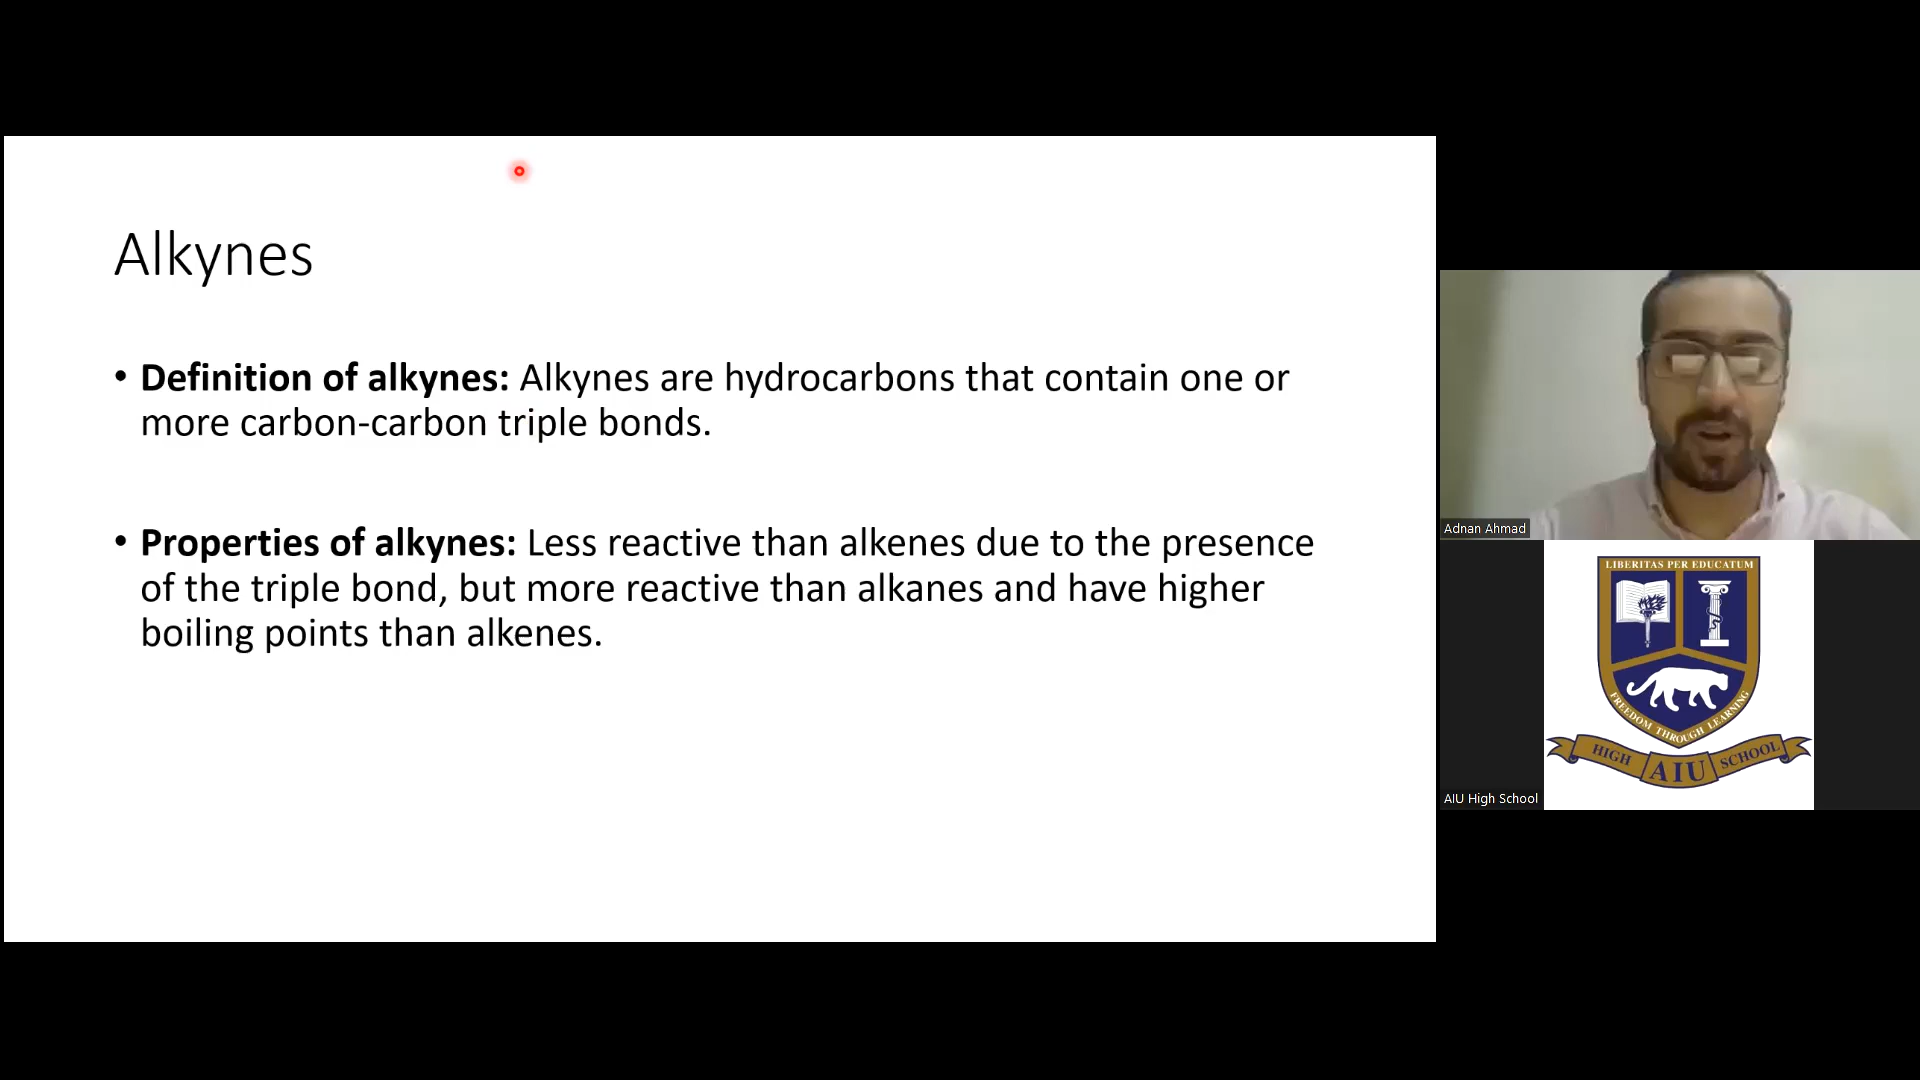 Alkynes
• Definition of alkynes: Alkynes are hydrocarbons that contain one or
more carbon-carbon triple bonds.
• Properties of alkynes: Less reactive than alkenes due to the presence
of the triple bond, but more reactive than alkanes and have higher
boiling points than alkenes.
Adnan Ahmad
LIBERITAS PER EDUCATUM
FREEDOM THROUGH LEARNING
HIGH AIU SCHOOL
AIU High School